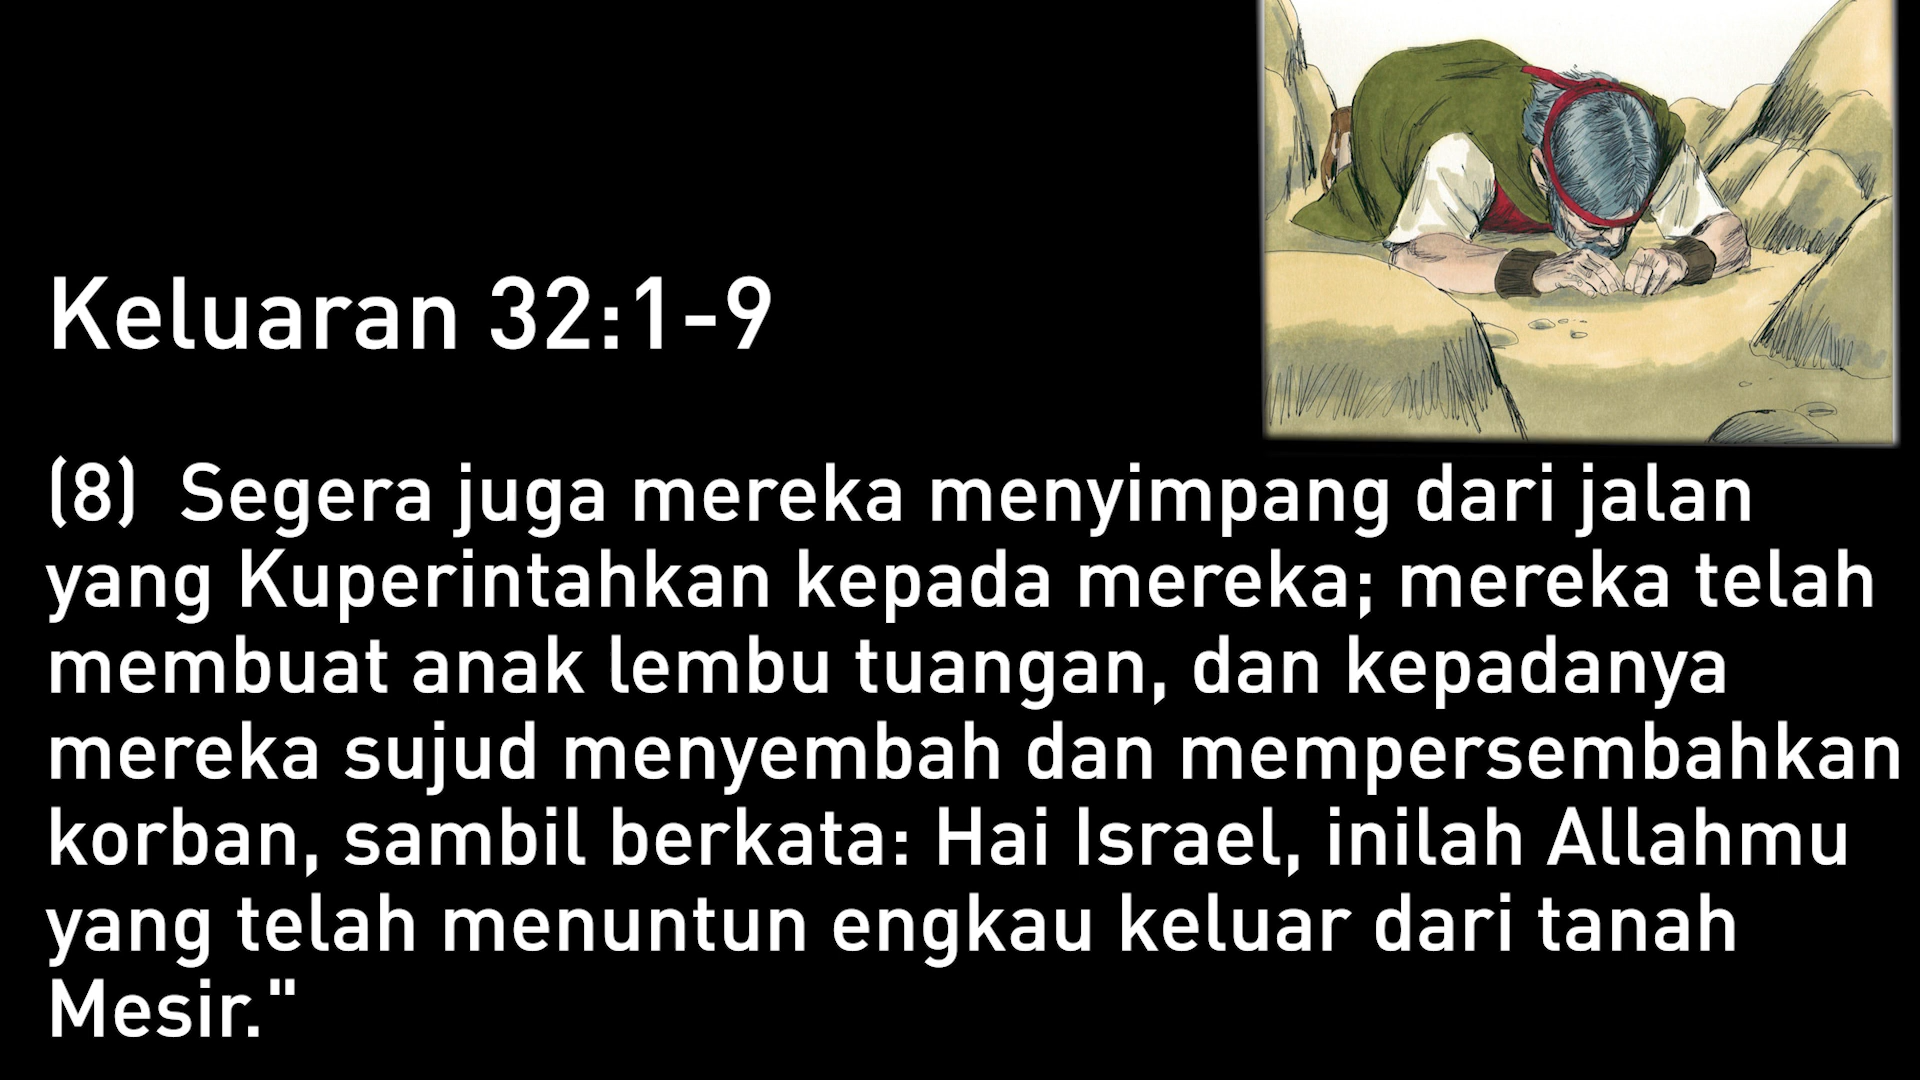 Keluaran 32:1-9
(8)  Segera juga mereka menyimpang dari jalan
yang Kuperintahkan kepada mereka; mereka telah
membuat anak lembu tuangan, dan kepadanya
mereka sujud menyembah dan mempersembahkan
korban, sambil berkata: Hai Israel, inilah Allahmu
yang telah menuntun engkau keluar dari tanah
Mesir."